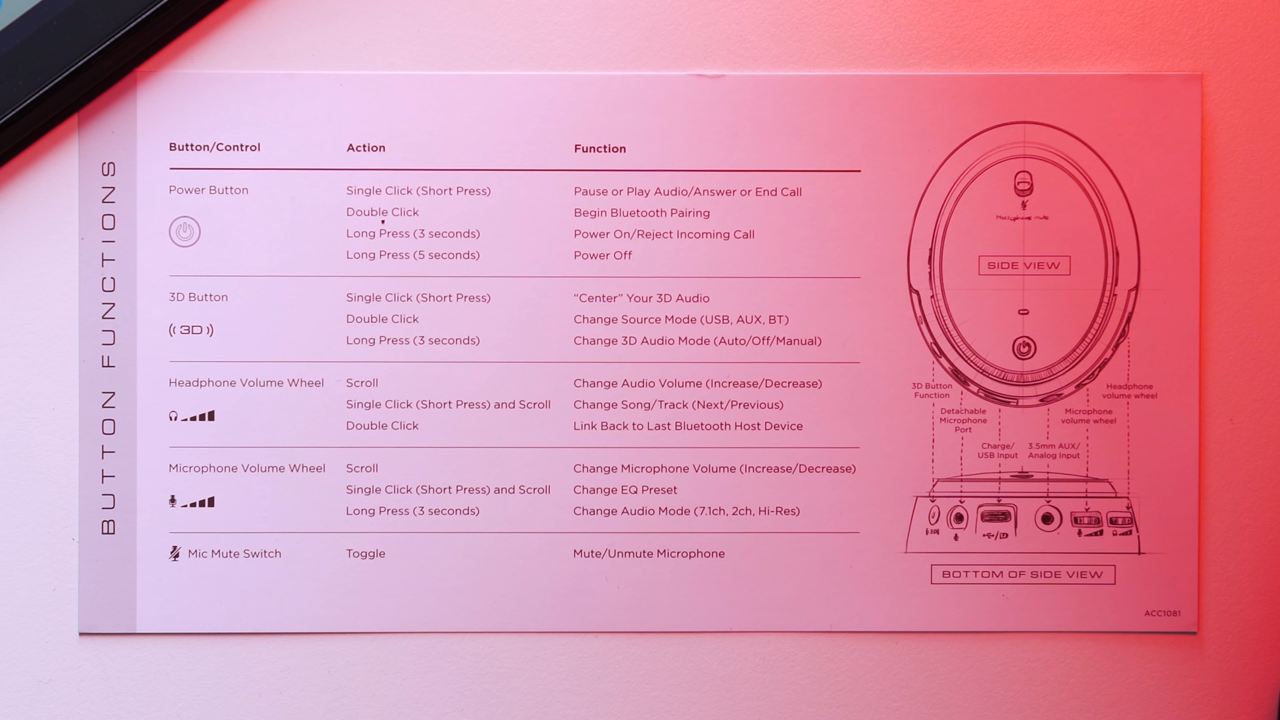 BUTTON FUNCTIONS
Button/Control Action Function
Power Button Single Click (Short Press) Pause or Play Audio/Answer or End Call
Double Click Begin Bluetooth Pairing
Long Press (3 seconds) Power On/Reject Incoming Call
Long Press (5 seconds) Power Off
3D Button Single Click (Short Press) “Center” Your 3D Audio
Double Click Change Source Mode (USB, AUX, BT)
((3D)) Long Press (3 seconds) Change 3D Audio Mode (Auto/Off/Manual)
Headphone Volume Wheel Scroll Change Audio Volume (Increase/Decrease)
Single Click (Short Press) and Scroll Change Song/Track (Next/Previous)
Double Click Link Back to Last Bluetooth Host Device
Microphone Volume Wheel Scroll Change Microphone Volume (Increase/Decrease)
Single Click (Short Press) and Scroll Change EQ Preset
Long Press (3 seconds) Change Audio Mode (7.1ch, 2ch, Hi-Res)
Mic Mute Switch Toggle Mute/Unmute Microphone
Microphone mute
SIDE VIEW
3D Button
Function
Detachable
Microphone
Port
Charge/
USB Input
3.5mm AUX/
Analog Input
Microphone
volume wheel
Headphone
volume wheel
BOTTOM OF SIDE VIEW
ACC1081